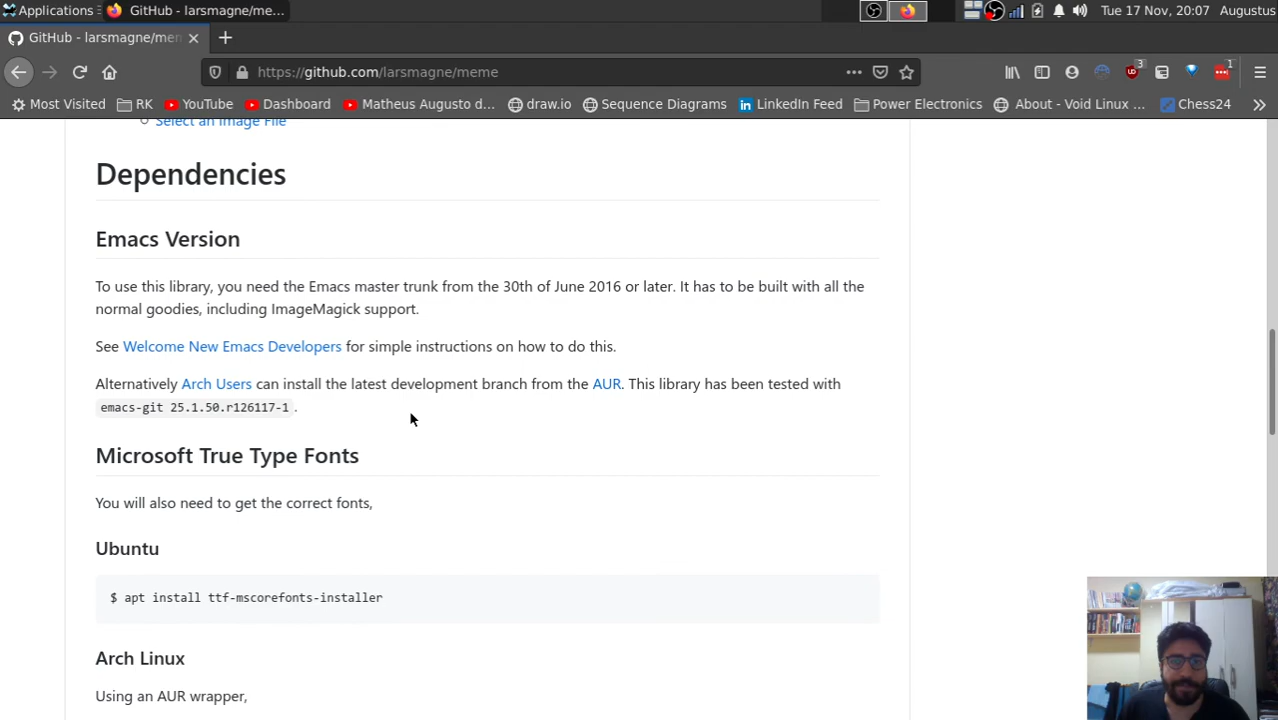 Applications
GitHub - larsmagne/me...
Tue 17 Nov, 20:07
Augustus
GitHub - larsmagne/mem
https://github.com/larsmagne/meme
3
1
Most Visited
RK
YouTube
Dashboard
Matheus Augusto d...
draw.io
Sequence Diagrams
LinkedIn Feed
Power Electronics
About - Void Linux ...
Chess24
Select an Image File
Dependencies
Emacs Version
To use this library, you need the Emacs master trunk from the 30th of June 2016 or later. It has to be built with all the
normal goodies, including ImageMagick support.
See Welcome New Emacs Developers for simple instructions on how to do this.
Alternatively Arch Users can install the latest development branch from the AUR. This library has been tested with
emacs-git 25.1.50.r126117-1 .
Microsoft True Type Fonts
You will also need to get the correct fonts,
Ubuntu
$ apt install ttf-mscorefonts-installer
Arch Linux
Using an AUR wrapper,